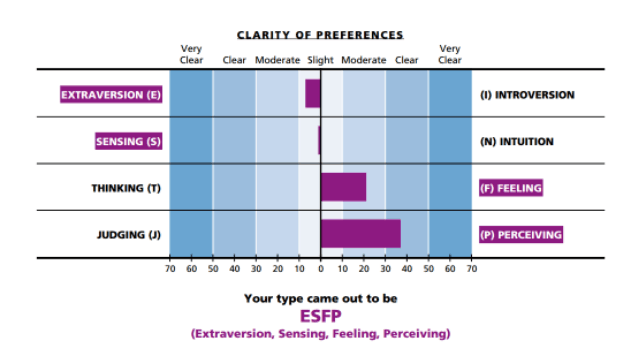 CLARITY OF PREFERENCES
Very Clear Clear Moderate Slight Moderate Clear Very Clear
EXTRAVERSION (E) (I) INTROVERSION
SENSING (S) (N) INTUITION
THINKING (T) (F) FEELING
JUDGING (J) (P) PERCEIVING
70 60 50 40 30 20 10 0 10 20 30 40 50 60 70
Your type came out to be
ESFP
(Extraversion, Sensing, Feeling, Perceiving)